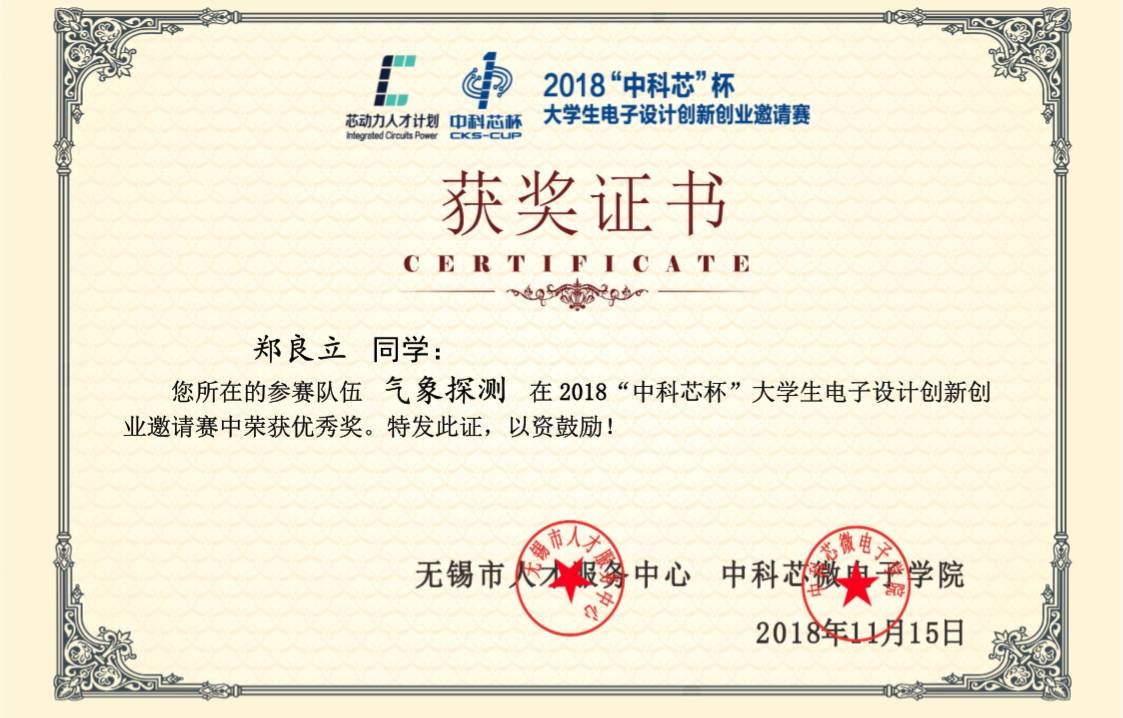 2018“中科芯”杯
芯动力人才计划 中科芯杯 大学生电子设计创新创业邀请赛
Integrated Circuits Power CKS-CUP
获奖证书
CERTIFICATE
郑良立 同学：
您所在的参赛队伍 气象探测 在 2018“中科芯杯”大学生电子设计创新创
业邀请赛中荣获优秀奖。特发此证，以资鼓励！
无锡市人才服务中心
中科芯微电子学院
无锡市人才服务中心 中科芯微电子学院
2018年11月15日